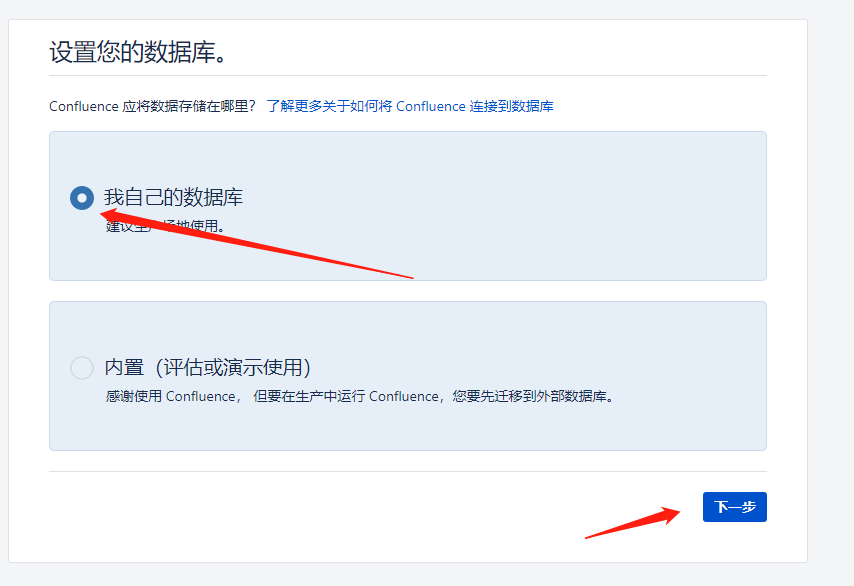 设置您的数据库。
Confluence 应将数据存储在哪里? 了解更多关于如何将 Confluence 连接到数据库
我自己的数据库
建议生产场地使用。
内置（评估或演示使用）
感谢使用 Confluence， 但要在生产中运行 Confluence，您要先迁移到外部数据库。
下一步